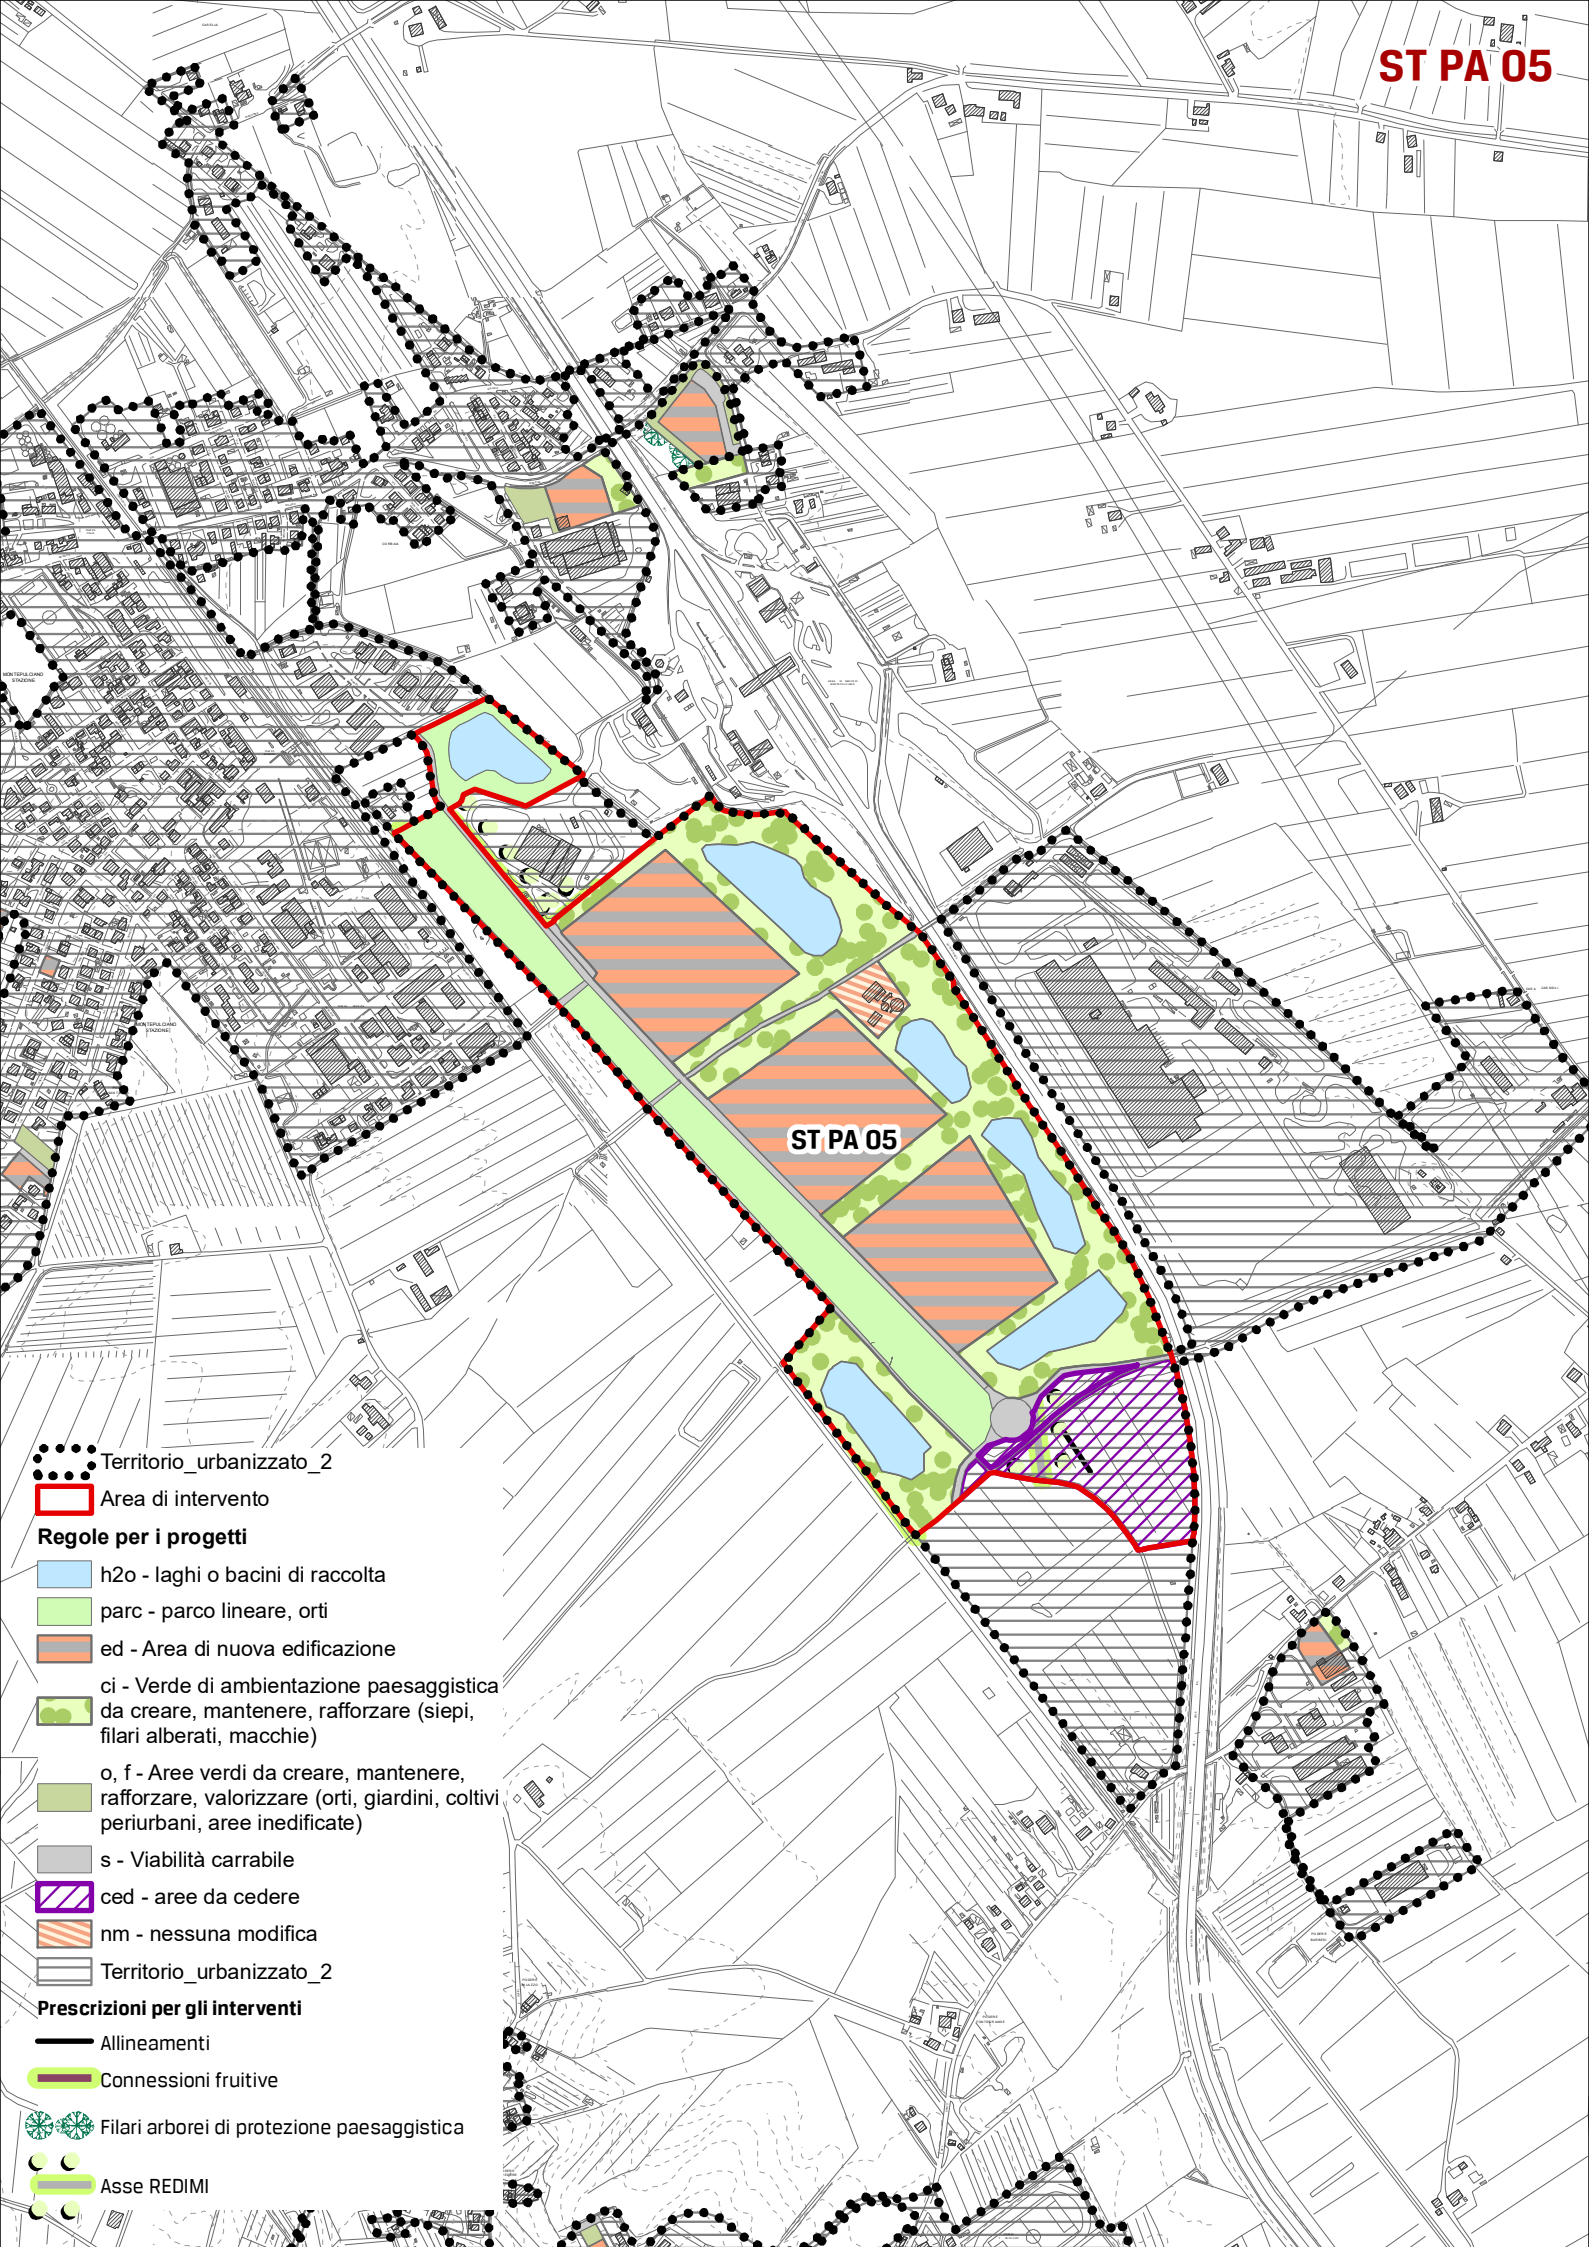 ST PA 05
MONTEPULCIANO
STAZIONE
MONTEPULCIANO
STAZIONE
ST PA 05
Territorio_urbanizzato_2
Area di intervento
Regole per i progetti
h2o - laghi o bacini di raccolta
parc - parco lineare, orti
ed - Area di nuova edificazione
ci - Verde di ambientazione paesaggistica
da creare, mantenere, rafforzare (siepi,
filari alberati, macchie)
o, f - Aree verdi da creare, mantenere,
rafforzare, valorizzare (orti, giardini, coltivi
periurbani, aree inedificate)
s - Viabilità carrabile
ced - aree da cedere
nm - nessuna modifica
Territorio_urbanizzato_2
Prescrizioni per gli interventi
Allineamenti
Connessioni fruitive
Filari arborei di protezione paesaggistica
Asse REDIMI